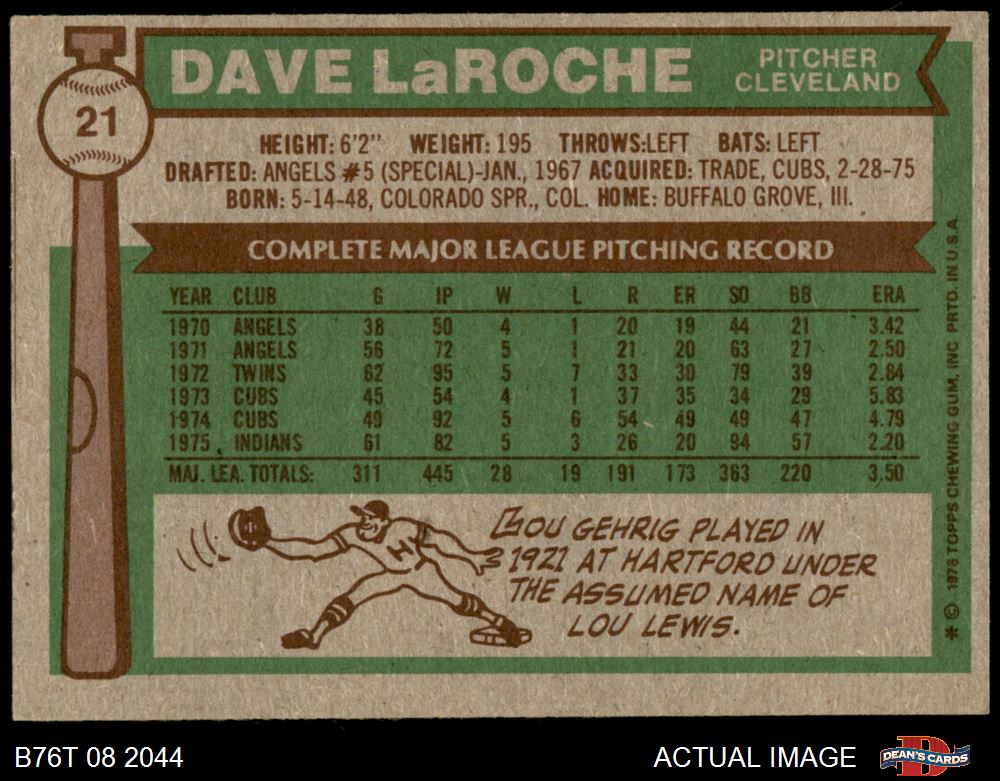 21
DAVE LaROCHE
PITCHER
CLEVELAND
HEIGHT: 6'2" WEIGHT: 195 THROWS:LEFT BATS: LEFT
DRAFTED: ANGELS #5 (SPECIAL)-JAN., 1967 ACQUIRED: TRADE, CUBS, 2-28-75
BORN: 5-14-48, COLORADO SPR., COL. HOME: BUFFALO GROVE, Ill.
COMPLETE MAJOR LEAGUE PITCHING RECORD
YEAR CLUB G IP W L R ER SO BB ERA
1970 ANGELS 38 50 4 1 20 19 44 21 3.42
1971 ANGELS 56 72 5 1 21 20 63 27 2.50
1972 TWINS 62 95 5 7 33 30 79 39 2.84
1973 CUBS 45 54 4 1 37 35 34 29 5.83
1974 CUBS 49 92 5 6 54 49 49 47 4.79
1975 INDIANS 61 82 5 3 26 20 94 57 2.20
MAJ. LEA. TOTALS: 311 445 28 19 191 173 363 220 3.50
LOU GEHRIG PLAYED IN
1921 AT HARTFORD UNDER
THE ASSUMED NAME OF
LOU LEWIS.
H
* © 1976 TOPPS CHEWING GUM, INC PRTD. IN U.S.A.
B76T 08 2044
ACTUAL IMAGE
DEAN'S CARDS